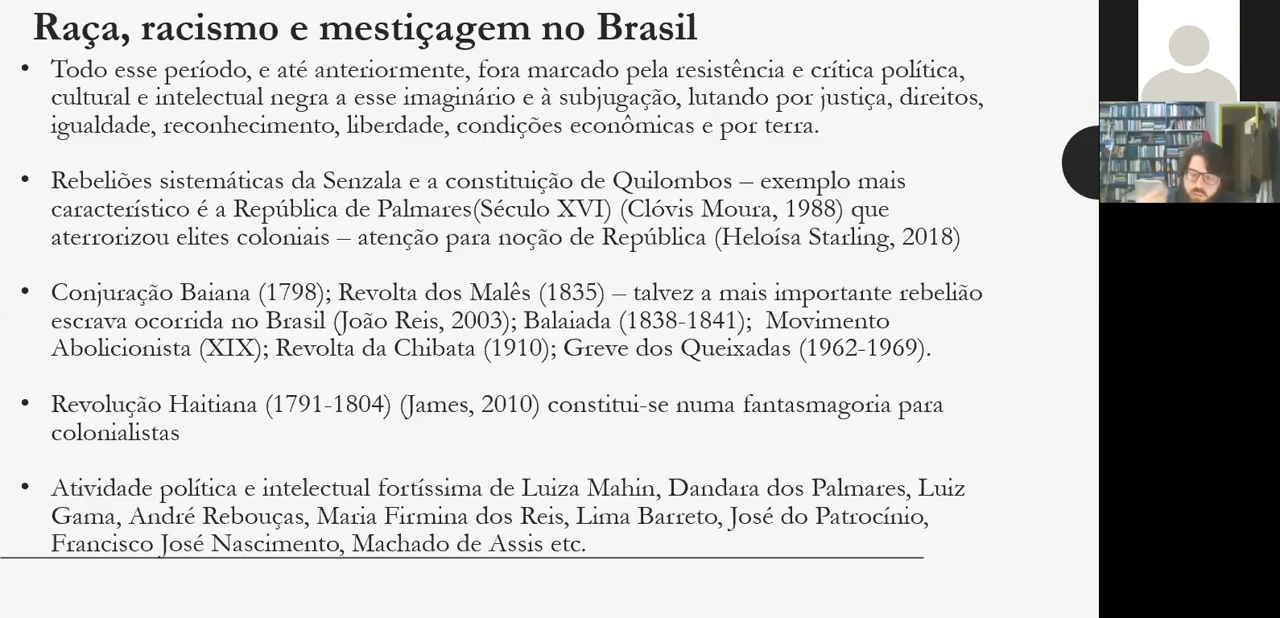 Raça, racismo e mestiçagem no Brasil
• Todo esse período, e até anteriormente, fora marcado pela resistência e crítica política,
cultural e intelectual negra a esse imaginário e à subjugação, lutando por justiça, direitos,
igualdade, reconhecimento, liberdade, condições econômicas e por terra.
• Rebeliões sistemáticas da Senzala e a constituição de Quilombos – exemplo mais
característico é a República de Palmares(Século XVI) (Clóvis Moura, 1988) que
aterrorizou elites coloniais – atenção para noção de República (Heloísa Starling, 2018)
• Conjuração Baiana (1798); Revolta dos Malês (1835) – talvez a mais importante rebelião
escrava ocorrida no Brasil (João Reis, 2003); Balaiada (1838-1841);  Movimento
Abolicionista (XIX); Revolta da Chibata (1910); Greve dos Queixadas (1962-1969).
• Revolução Haitiana (1791-1804) (James, 2010) constitui-se numa fantasmagoria para
colonialistas
• Atividade política e intelectual fortíssima de Luiza Mahin, Dandara dos Palmares, Luiz
Gama, André Rebouças, Maria Firmina dos Reis, Lima Barreto, José do Patrocínio,
Francisco José Nascimento, Machado de Assis etc.